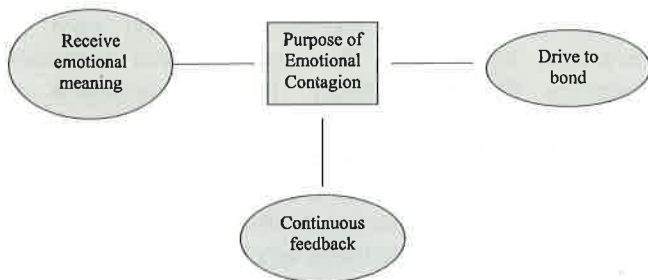 Receive
emotional
meaning
Purpose of
Emotional
Contagion
Drive to
bond
Continuous
feedback